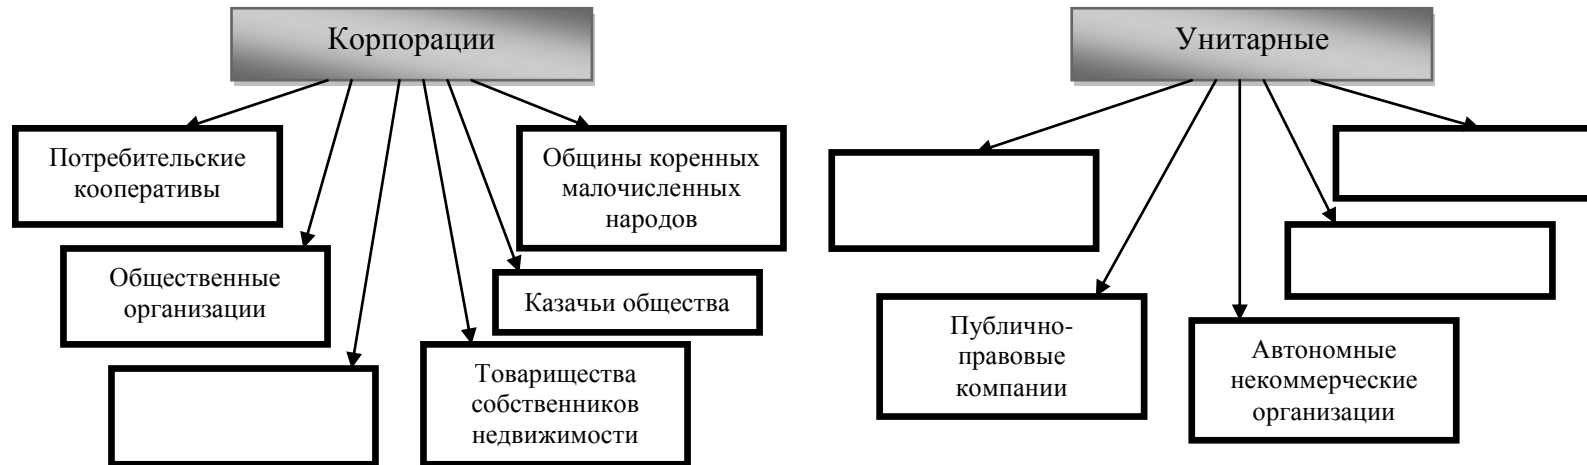 Корпорации
Потребительские
кооперативы
Общины коренных
малочисленных
народов
Общественные
организации
Казачьи общества
Товарищества
собственников
недвижимости
Унитарные
Публично-
правовые
компании
Автономные
некоммерческие
организации